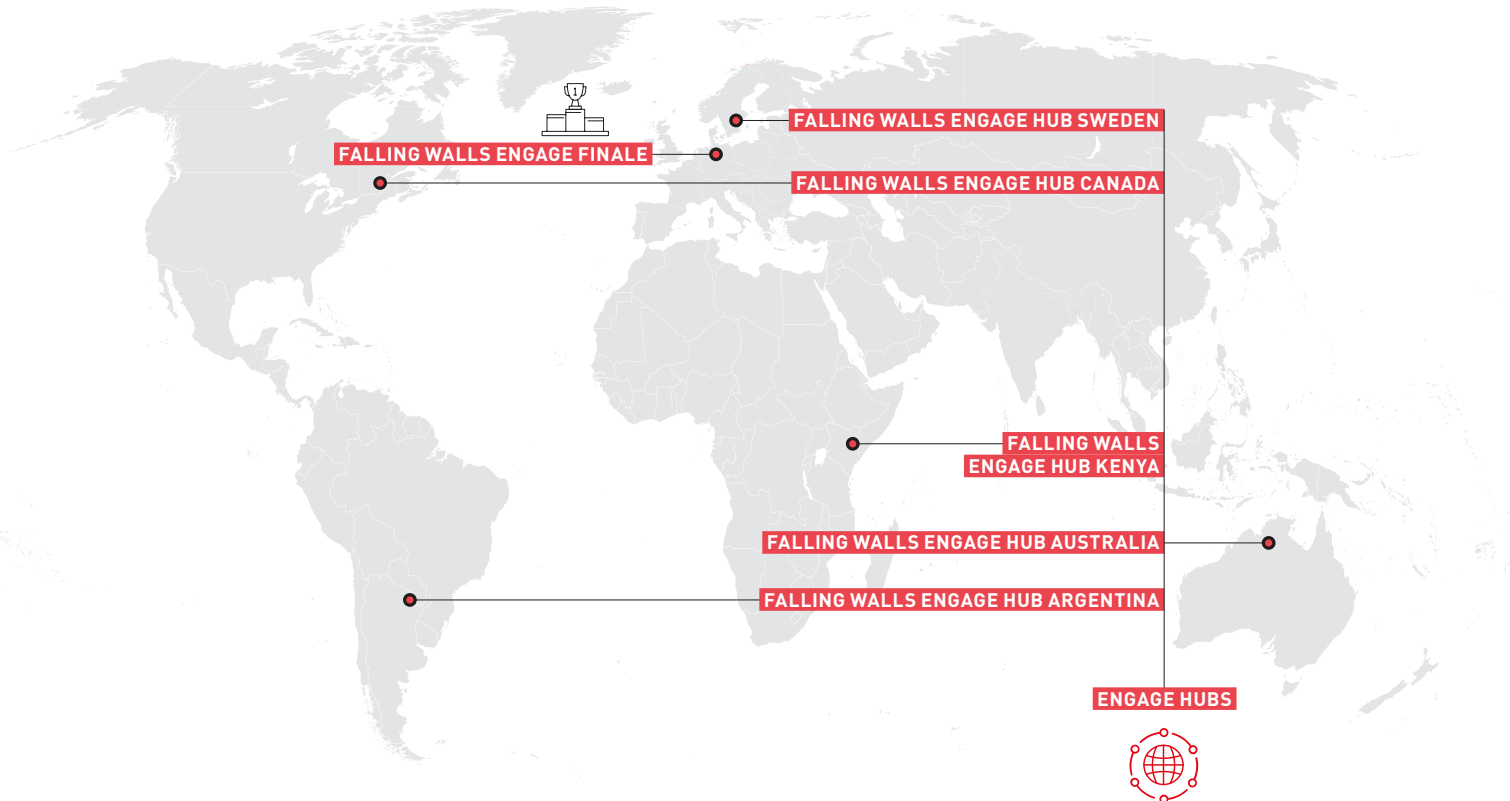 1
FALLING WALLS ENGAGE HUB SWEDEN
FALLING WALLS ENGAGE FINALE
FALLING WALLS ENGAGE HUB CANADA
FALLING WALLS
ENGAGE HUB KENYA
FALLING WALLS ENGAGE HUB AUSTRALIA
FALLING WALLS ENGAGE HUB ARGENTINA
ENGAGE HUBS